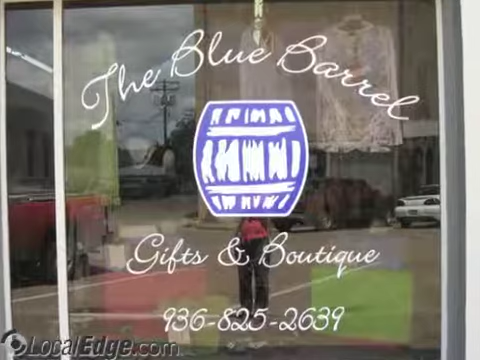 The Blue Barrel
Gifts & Boutique
936-825-2639
LocalEdge.com